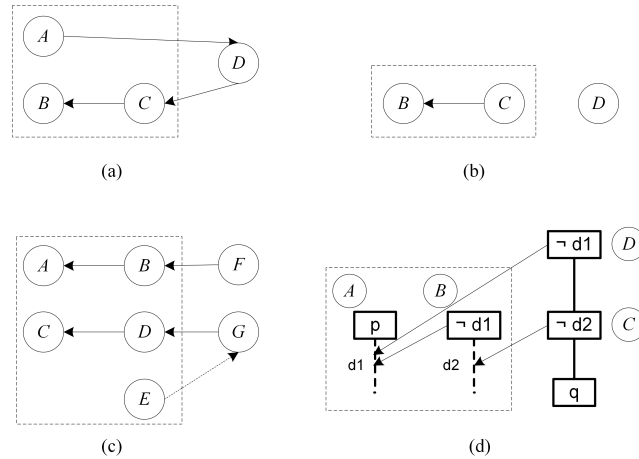 A
D
B C
(a)
B C D
(b)
A B F
C D G
E
(c)
¬ d1 D
A B
p ¬ d1 ¬ d2 C
d1 d2
q
(d)